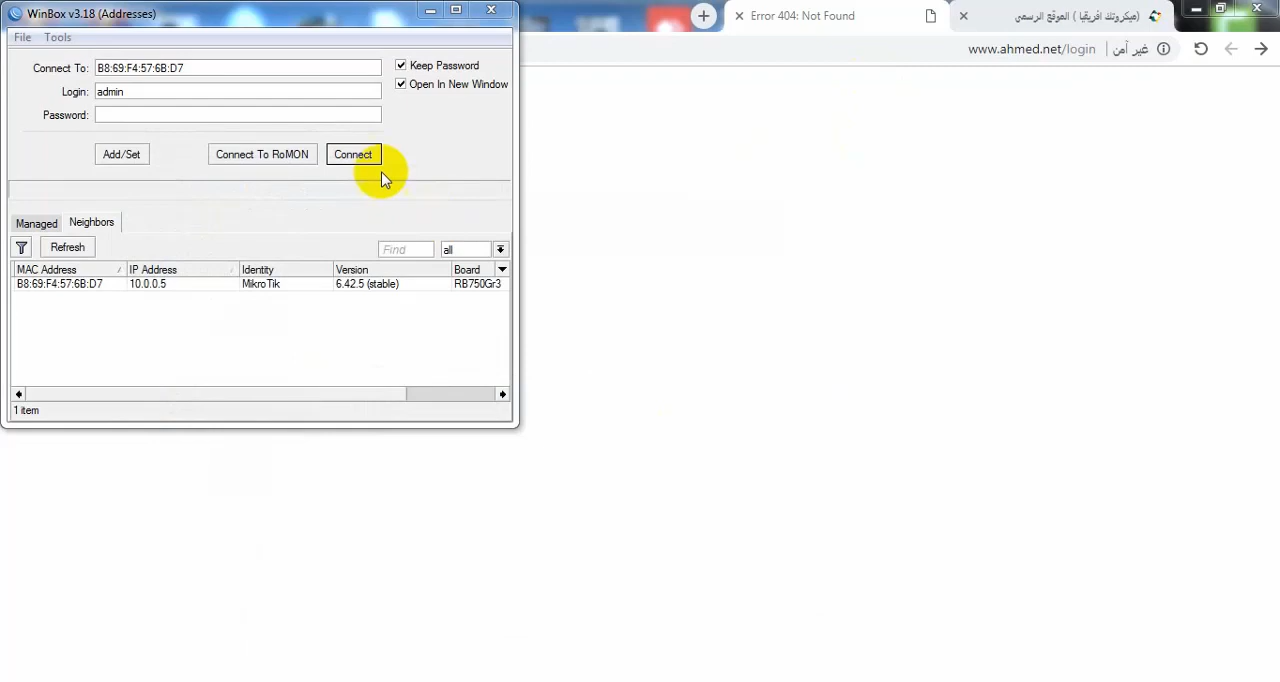 WinBox v3.18 (Addresses)
File Tools
Connect To: B8:69:F4:57:6B:D7
Keep Password
Login: admin
Open In New Window
Password:
Add/Set Connect To RoMON Connect
Managed Neighbors
Refresh Find all
MAC Address IP Address Identity Version Board
B8:69:F4:57:6B:D7 10.0.0.5 MikroTik 6.42.5 (stable) RB750Gr3
1 item
Error 404: Not Found
(ميكروتك افريقيا ) الموقع الرسمي
www.ahmed.net/login غير آمن